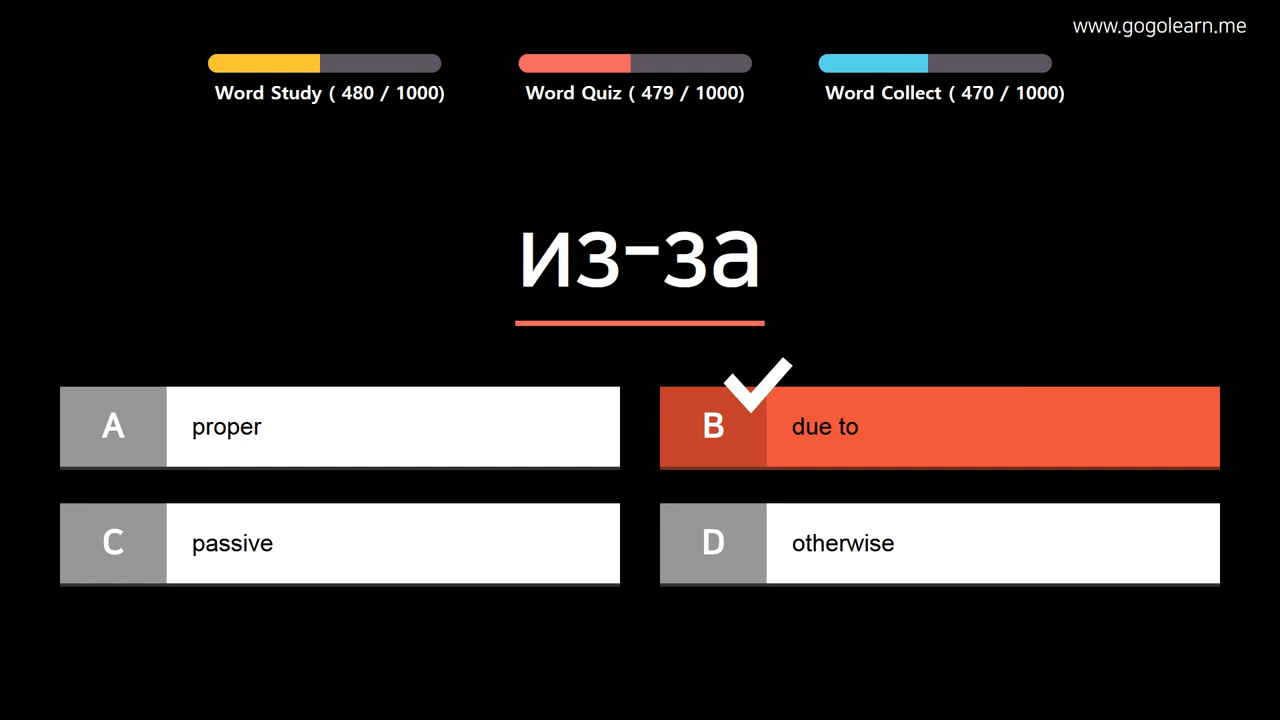 www.gogolearn.me
Word Study ( 480 / 1000)
Word Quiz ( 479 / 1000)
Word Collect ( 470 / 1000)
из-за
A proper
B due to
C passive
D otherwise